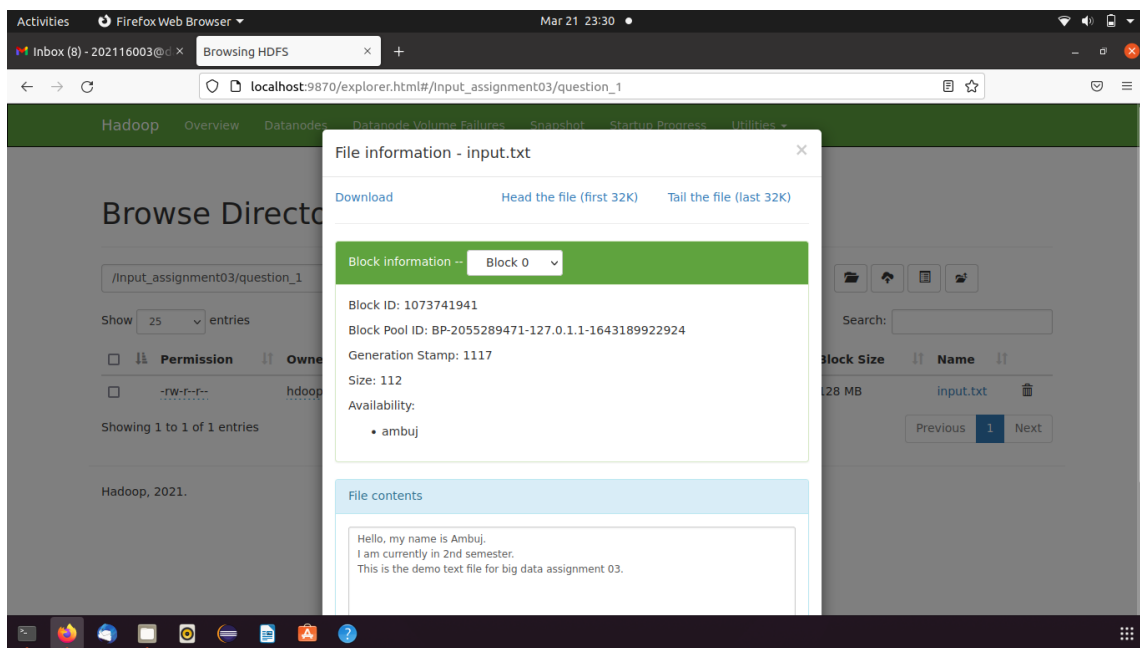 Activities Firefox Web Browser Mar 21 23:30
Inbox (8) - 202116003@d × Browsing HDFS × +
localhost:9870/explorer.html#/Input_assignment03/question_1
Hadoop Overview Datanodes Datanode Volume Failures Snapshot Startup Progress Utilities
File information - input.txt ×
Download Head the file (first 32K) Tail the file (last 32K)
Browse Directo
Block information -- Block 0
/Input_assignment03/question_1
Block ID: 1073741941
Block Pool ID: BP-2055289471-127.0.1.1-1643189922924
Generation Stamp: 1117
Size: 112
Availability:
• ambuj
Show 25 entries Search:
Permission Owne Block Size Name
-rw-r--r-- hdoop 128 MB input.txt
Showing 1 to 1 of 1 entries Previous 1 Next
Hadoop, 2021.
File contents
Hello, my name is Ambuj.
I am currently in 2nd semester.
This is the demo text file for big data assignment 03.